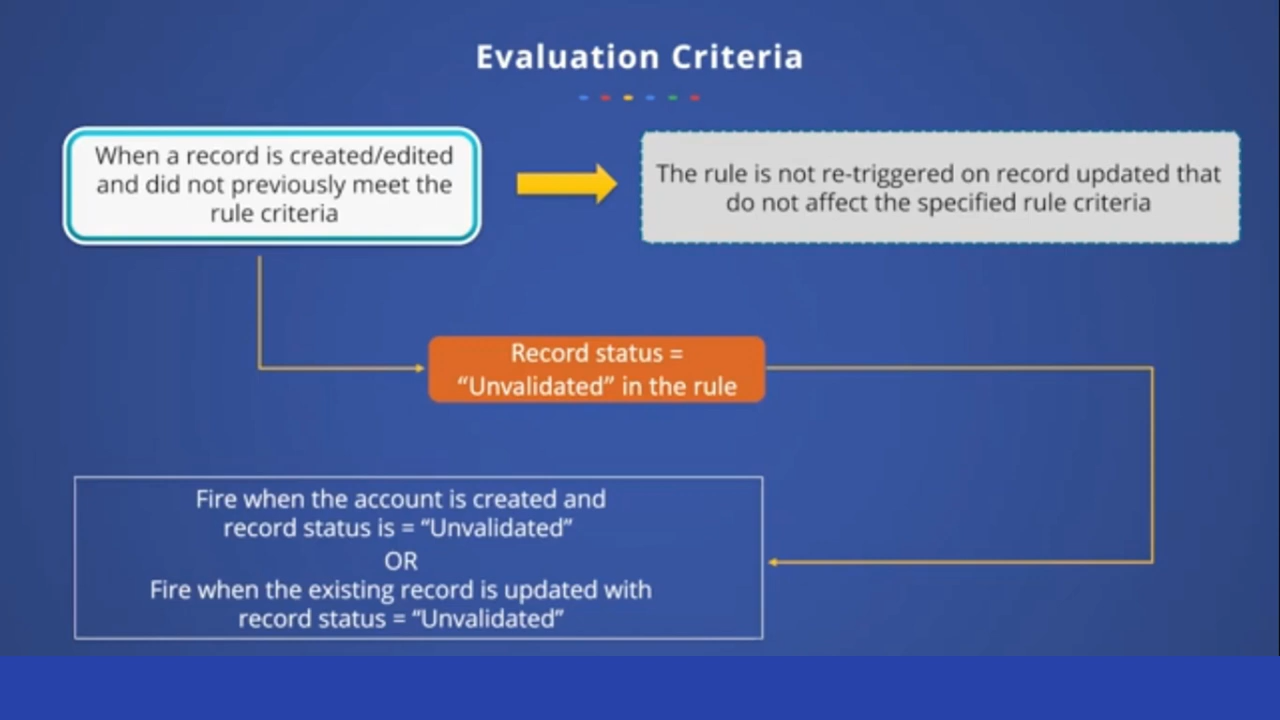 Evaluation Criteria
When a record is created/edited
and did not previously meet the
rule criteria
The rule is not re-triggered on record updated that
do not affect the specified rule criteria
Record status =
“Unvalidated” in the rule
Fire when the account is created and
record status is = “Unvalidated”
OR
Fire when the existing record is updated with
record status = “Unvalidated”